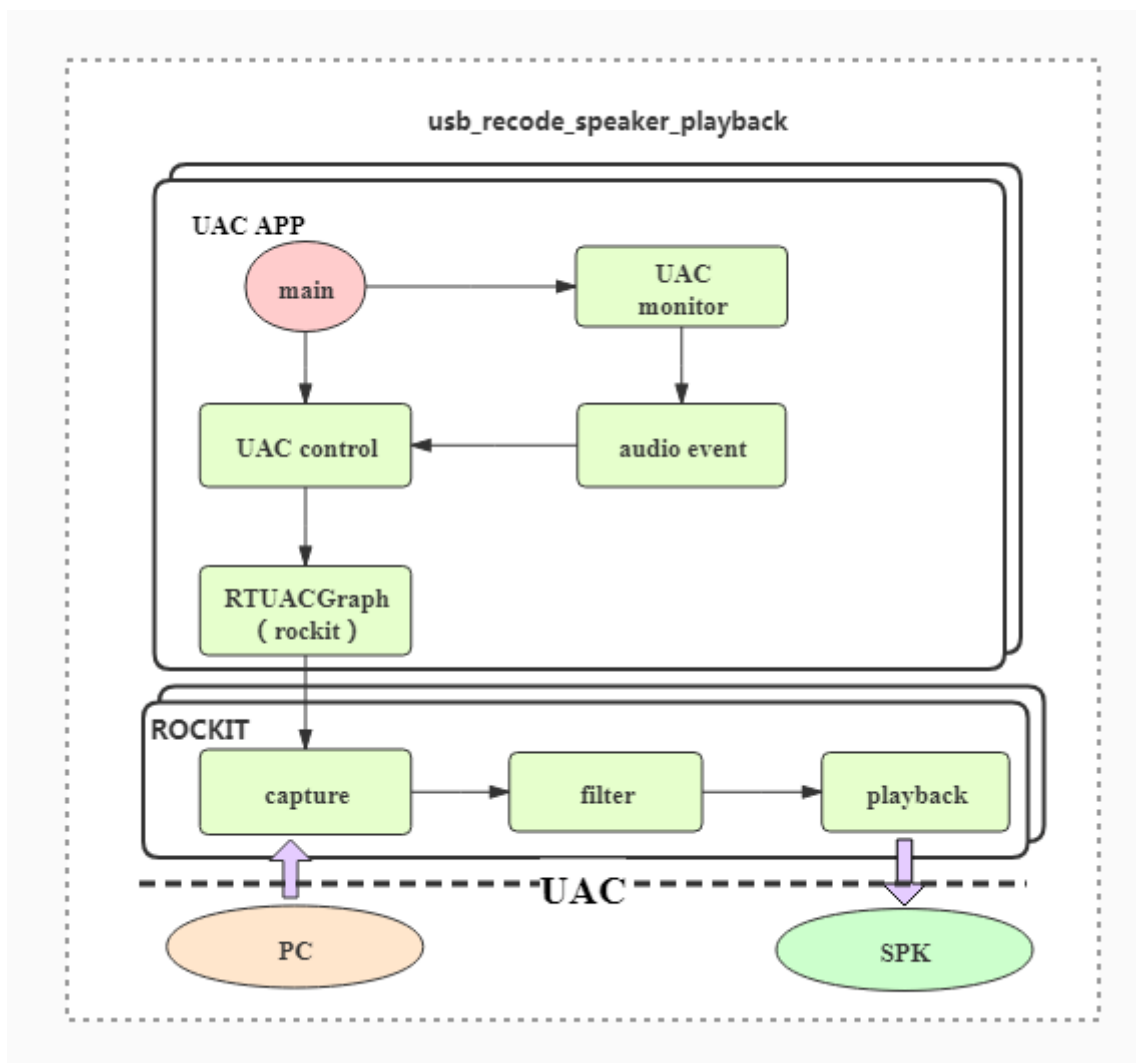 usb_recode_speaker_playback
UAC APP
main
UAC
monitor
UAC control
audio event
RTUACGraph
( rockit )
ROCKIT
capture
filter
playback
UAC
PC
SPK